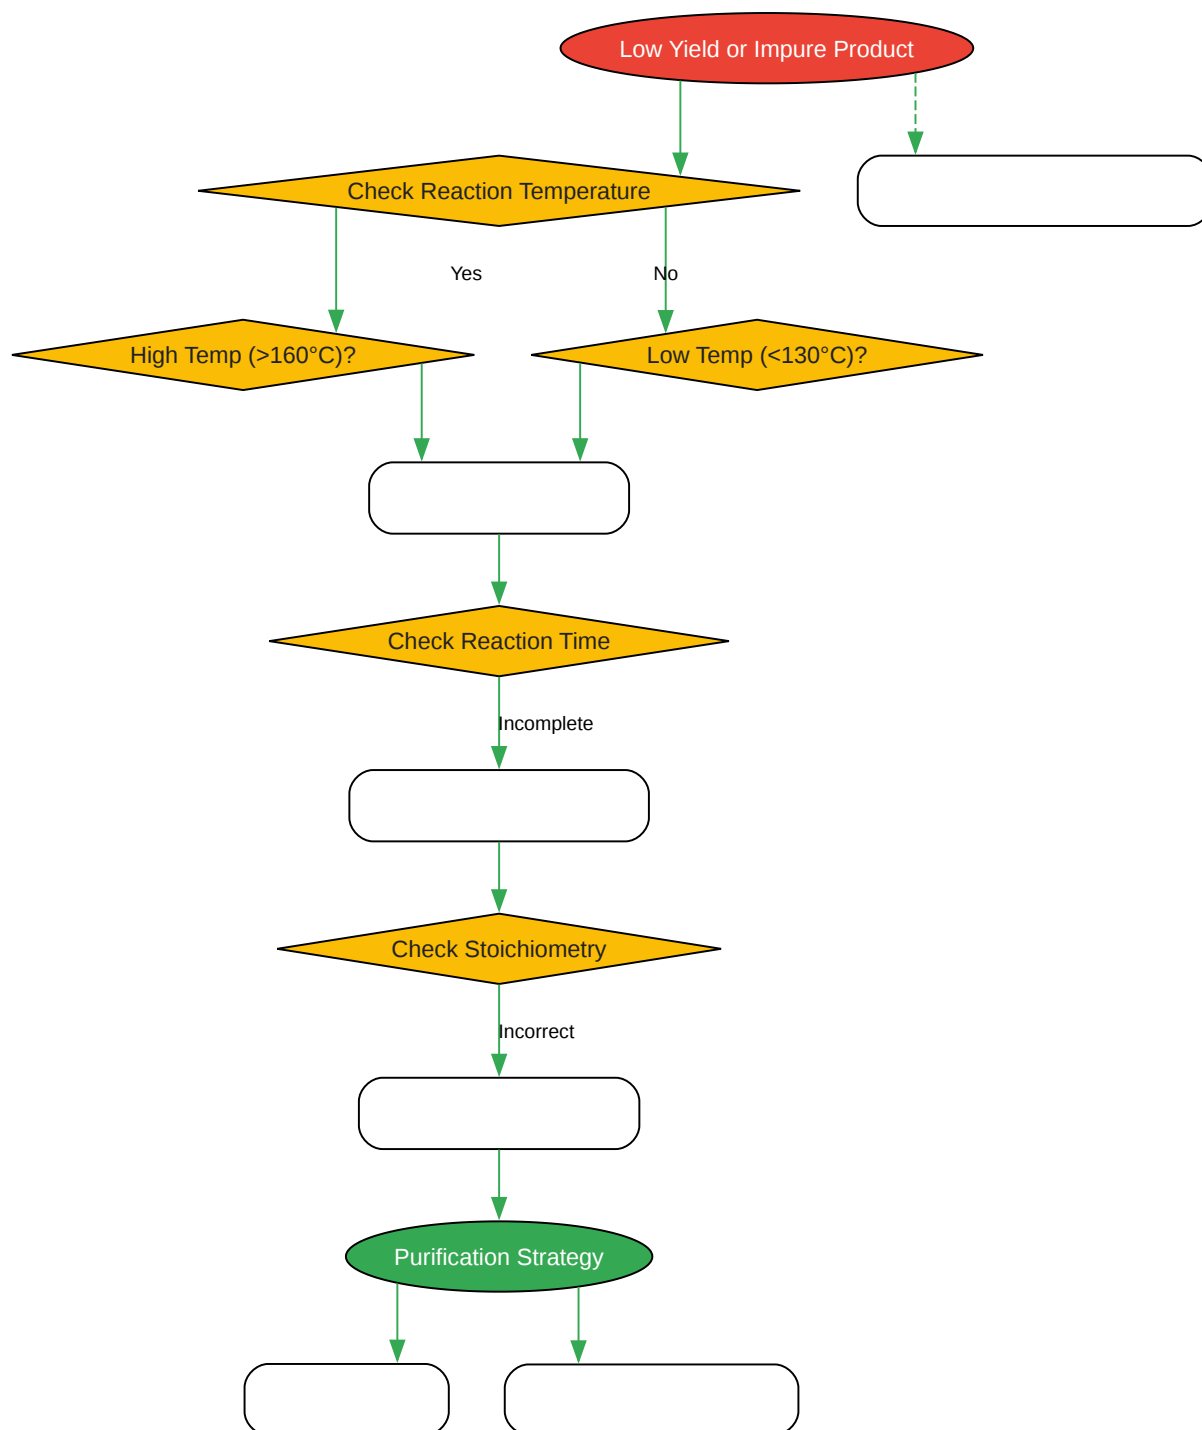 Low Yield or Impure Product
Check Reaction Temperature
Yes
No
High Temp (>160°C)?
Low Temp (<130°C)?
Check Reaction Time
Incomplete
Check Stoichiometry
Incorrect
Purification Strategy